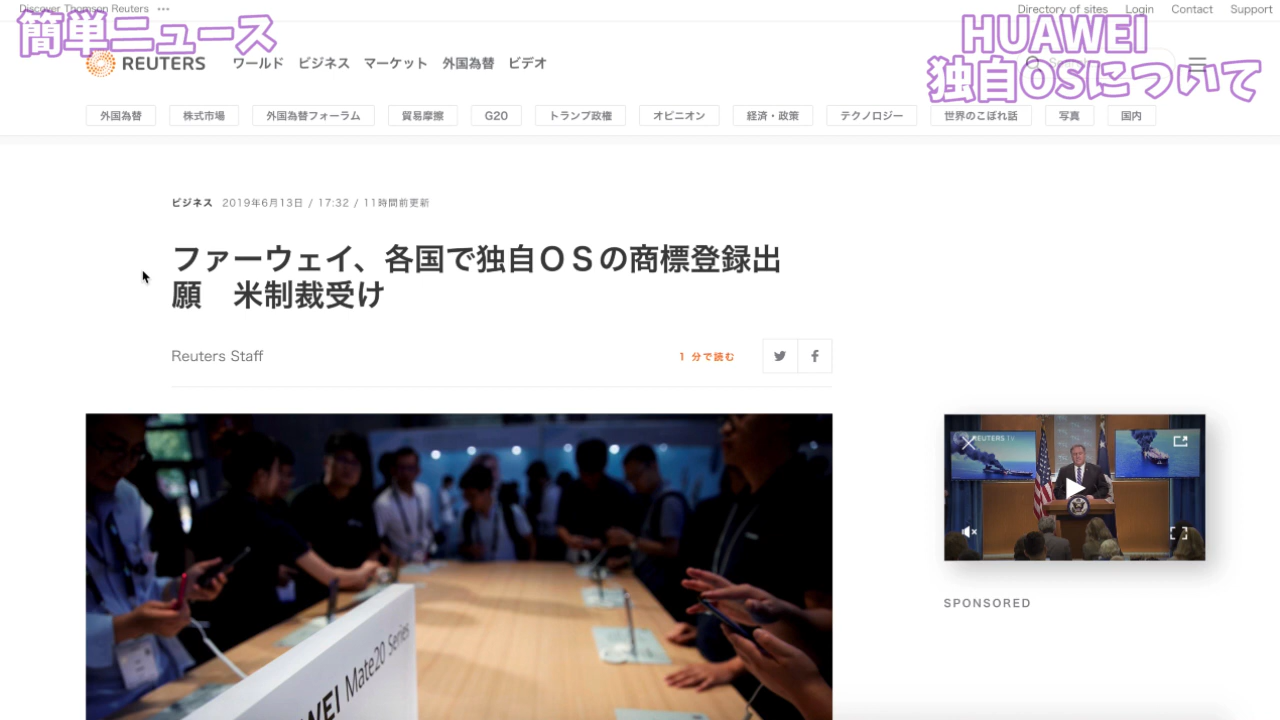 Discover Thomson Reuters •••
Directory of sites Login Contact Support
簡単ニュース
HUAWEI
独自OSについて
REUTERS ワールド ビジネス マーケット 外国為替 ビデオ
外国為替 株式市場 外国為替フォーラム 貿易摩擦 G20 トランプ政権 オピニオン 経済・政策 テクノロジー 世界のこぼれ話 写真 国内
ビジネス 2019年6月13日 / 17:32 / 11時間前更新
ファーウェイ、各国で独自ＯＳの商標登録出
願　米制裁受け
Reuters Staff
1 分で読む
REUTERS TV
WEI Mate20 Series
SPONSORED